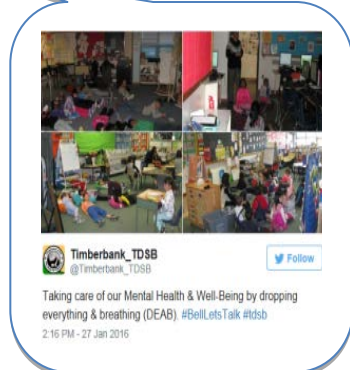 Timberbank_TDSB
@Timberbank_TDSB
Follow
Taking care of our Mental Health & Well-Being by dropping
everything & breathing (DEAB). #BellLetsTalk #tdsb
2:16 PM - 27 Jan 2016